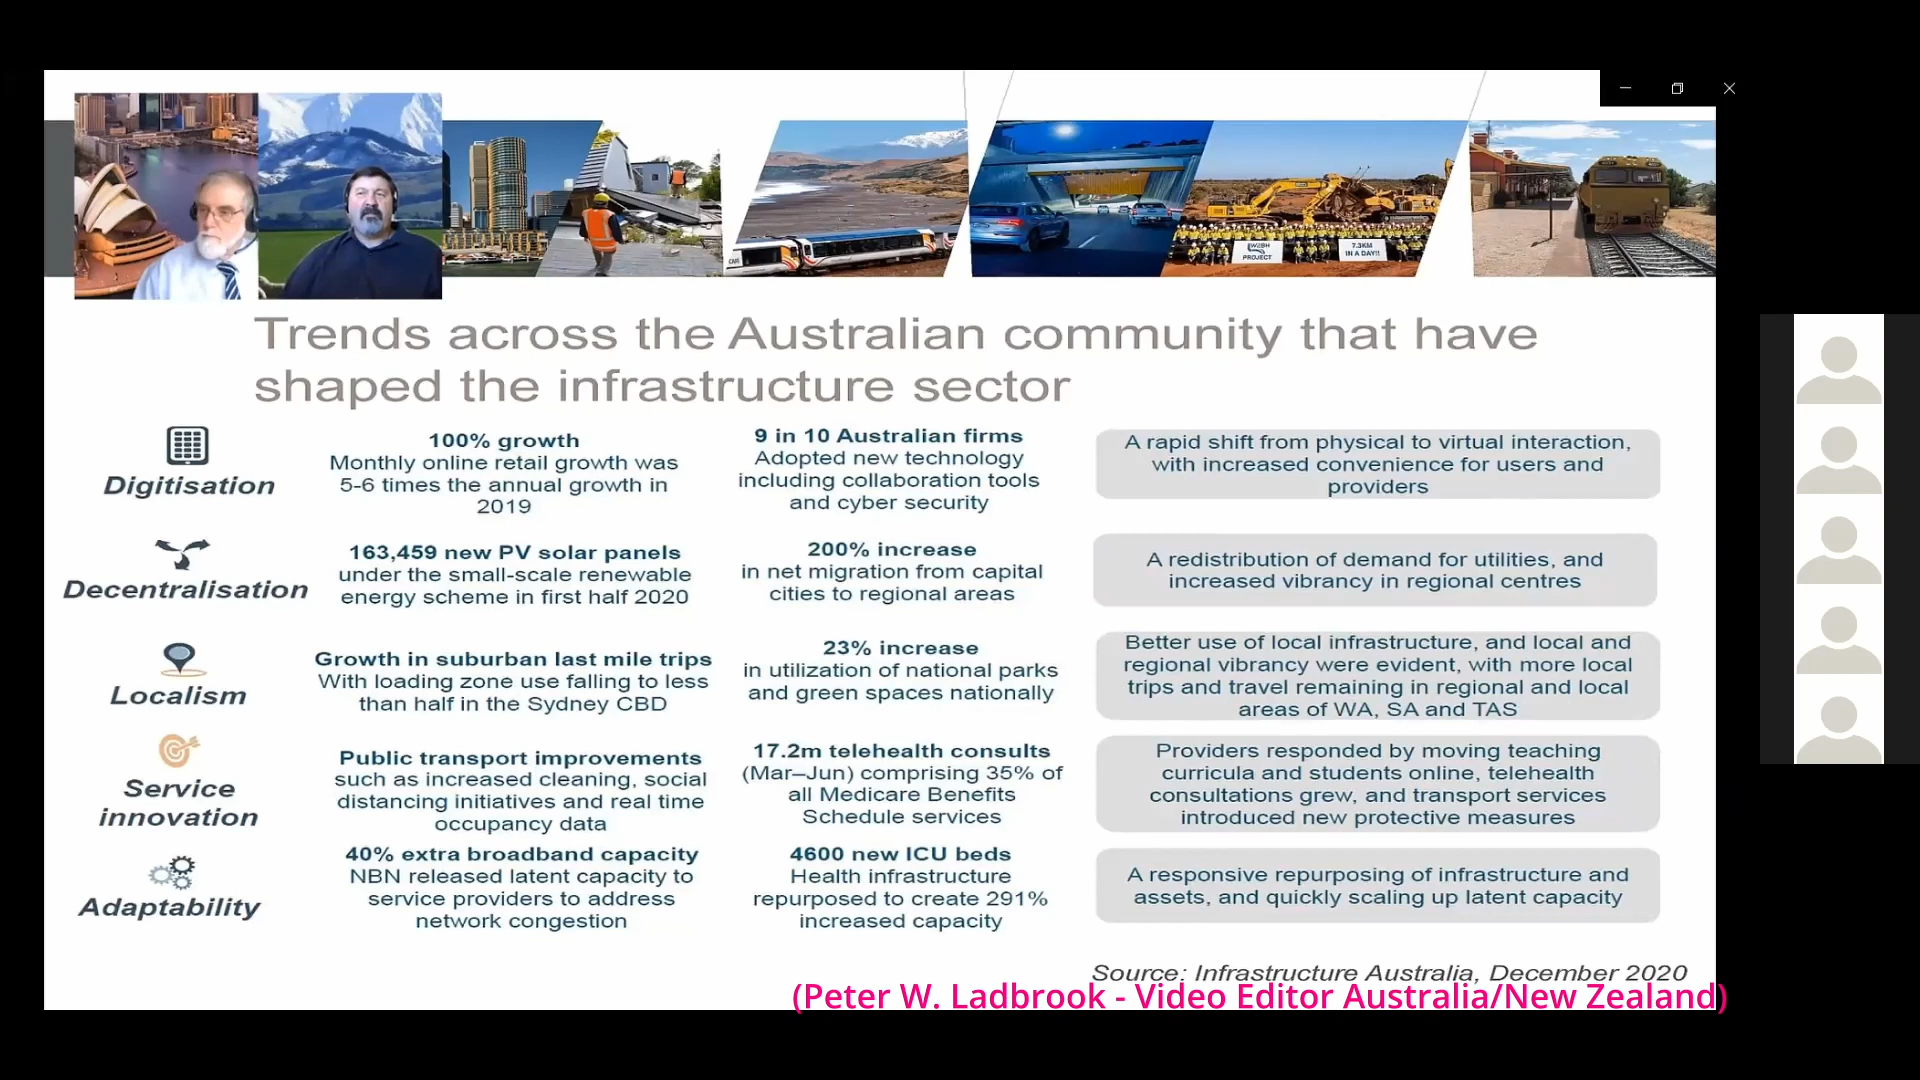 WBSH
PROJECT
7.3KM
IN A DAY!!
Trends across the Australian community that have
shaped the infrastructure sector
Digitisation
100% growth
Monthly online retail growth was
5-6 times the annual growth in
2019
9 in 10 Australian firms
Adopted new technology
including collaboration tools
and cyber security
A rapid shift from physical to virtual interaction,
with increased convenience for users and
providers
Decentralisation
163,459 new PV solar panels
under the small-scale renewable
energy scheme in first half 2020
200% increase
in net migration from capital
cities to regional areas
A redistribution of demand for utilities, and
increased vibrancy in regional centres
Localism
Growth in suburban last mile trips
With loading zone use falling to less
than half in the Sydney CBD
23% increase
in utilization of national parks
and green spaces nationally
Better use of local infrastructure, and local and
regional vibrancy were evident, with more local
trips and travel remaining in regional and local
areas of WA, SA and TAS
Service
innovation
Public transport improvements
such as increased cleaning, social
distancing initiatives and real time
occupancy data
17.2m telehealth consults
(Mar–Jun) comprising 35% of
all Medicare Benefits
Schedule services
Providers responded by moving teaching
curricula and students online, telehealth
consultations grew, and transport services
introduced new protective measures
Adaptability
40% extra broadband capacity
NBN released latent capacity to
service providers to address
network congestion
4600 new ICU beds
Health infrastructure
repurposed to create 291%
increased capacity
A responsive repurposing of infrastructure and
assets, and quickly scaling up latent capacity
Source: Infrastructure Australia, December 2020
(Peter W. Ladbrook - Video Editor Australia/New Zealand)